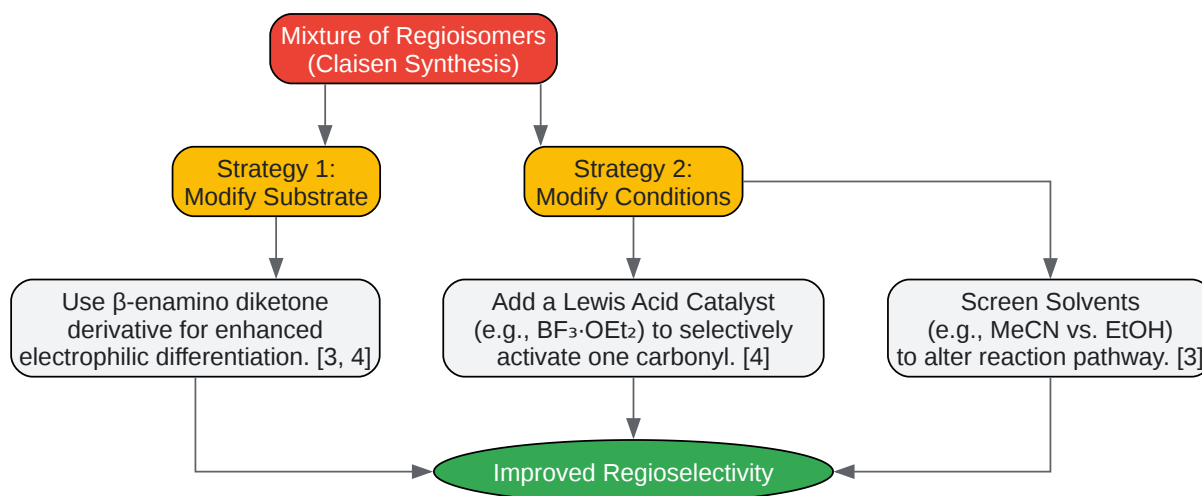 Mixture of Regioisomers
(Claisen Synthesis)
Strategy 1:
Modify Substrate
Strategy 2:
Modify Conditions
Use β-enamino diketone
derivative for enhanced
electrophilic differentiation. [3, 4]
Add a Lewis Acid Catalyst
(e.g., BF₃·OEt₂) to selectively
activate one carbonyl. [4]
Screen Solvents
(e.g., MeCN vs. EtOH)
to alter reaction pathway. [3]
Improved Regioselectivity